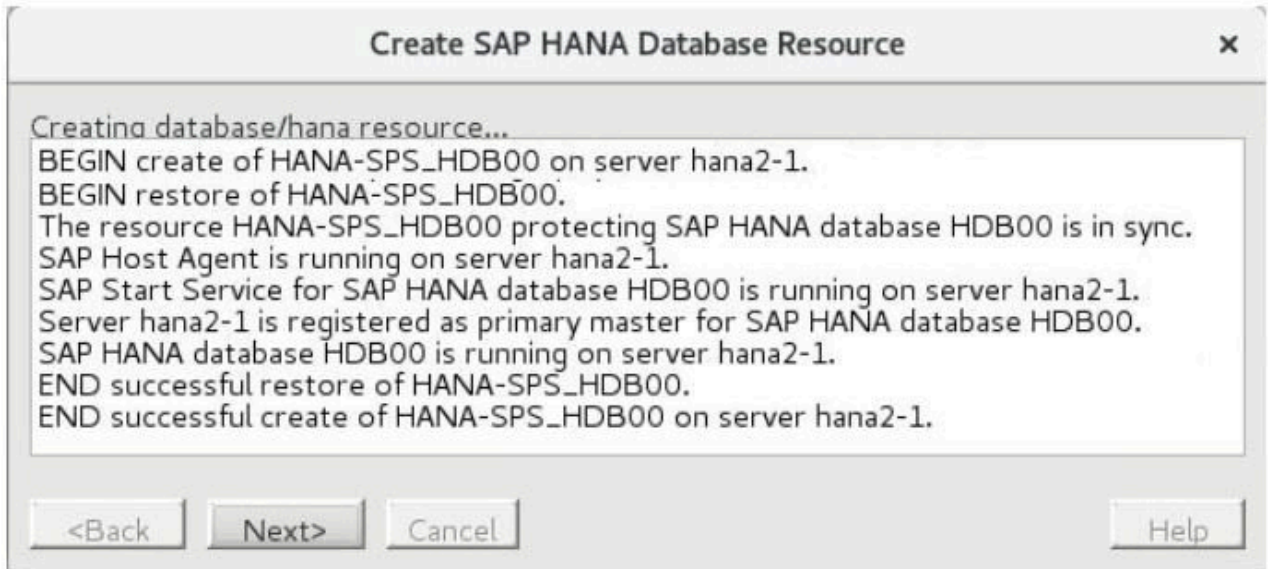 Create SAP HANA Database Resource
×
Creating database/hana resource...
BEGIN create of HANA-SPS_HDB00 on server hana2-1.
BEGIN restore of HANA-SPS_HDB00.
The resource HANA-SPS_HDB00 protecting SAP HANA database HDB00 is in sync.
SAP Host Agent is running on server hana2-1.
SAP Start Service for SAP HANA database HDB00 is running on server hana2-1.
Server hana2-1 is registered as primary master for SAP HANA database HDB00.
SAP HANA database HDB00 is running on server hana2-1.
END successful restore of HANA-SPS_HDB00.
END successful create of HANA-SPS_HDB00 on server hana2-1.
<Back Next> Cancel Help